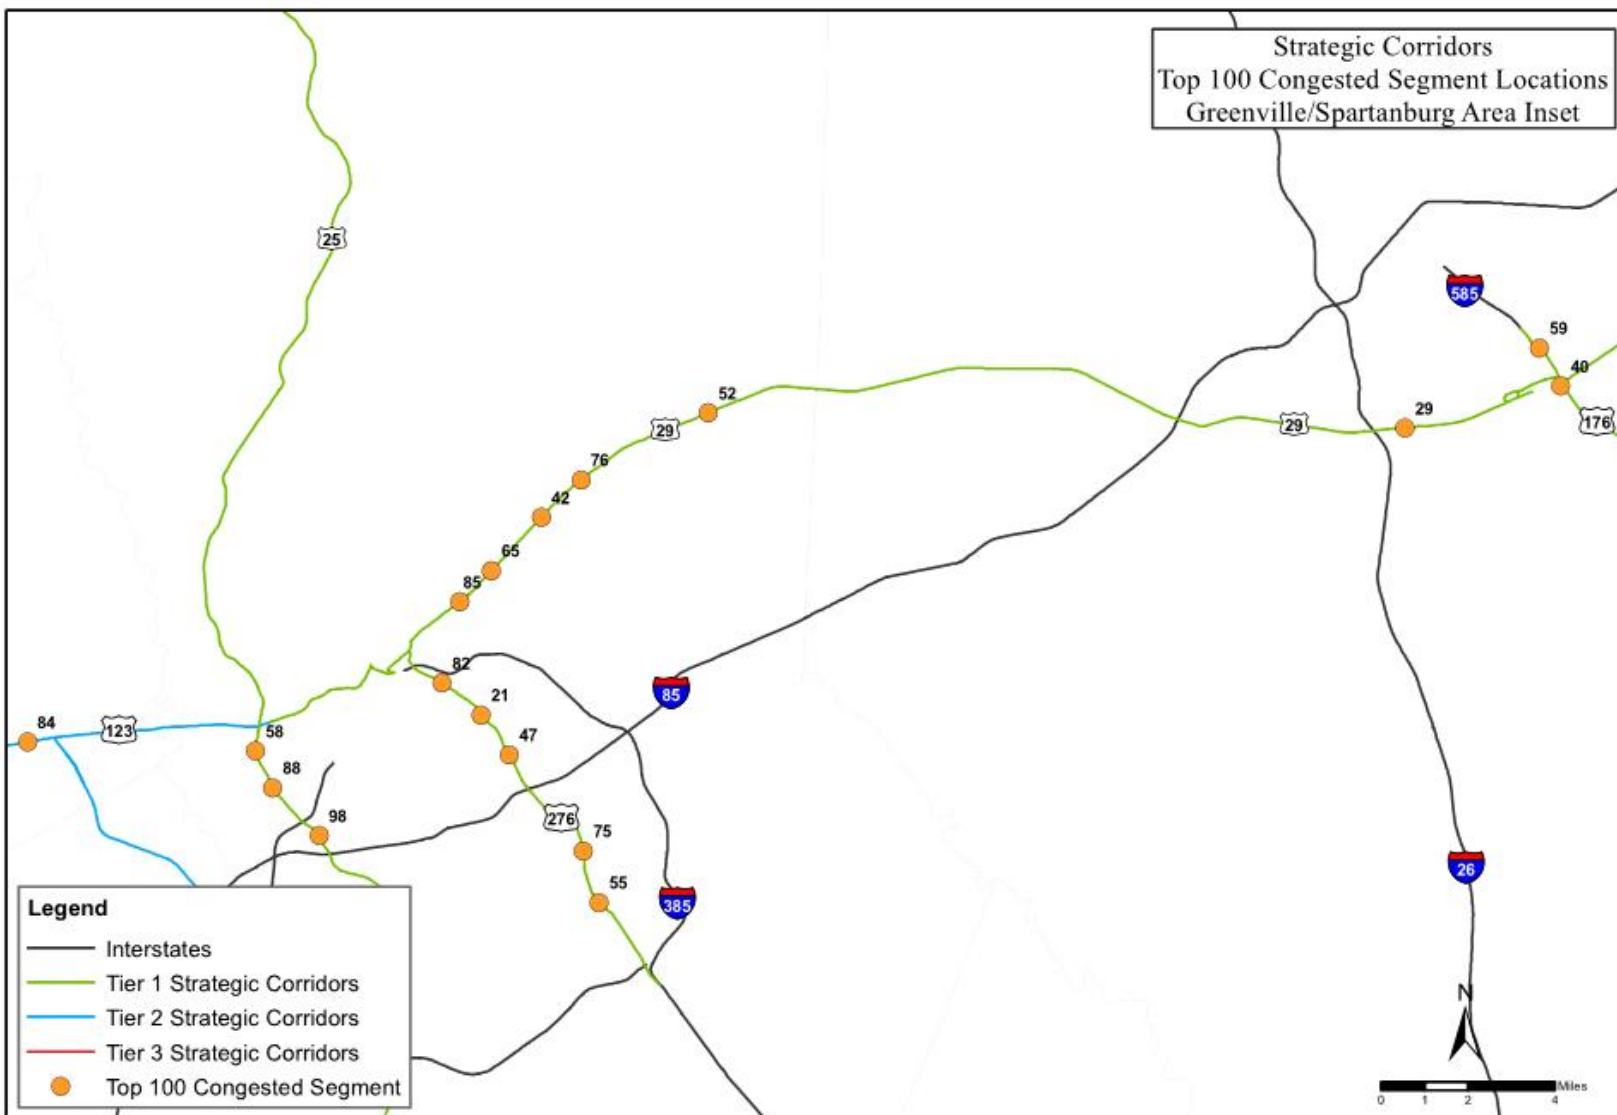 Strategic Corridors
Top 100 Congested Segment Locations
Greenville/Spartanburg Area Inset
25
585
59
40
52
29
29
29
176
76
42
65
85
82
21
85
84
123
58
47
88
276
98
75
55
385
26
Legend
Interstates
Tier 1 Strategic Corridors
Tier 2 Strategic Corridors
Tier 3 Strategic Corridors
Top 100 Congested Segment
N
Miles
0 1 2 4